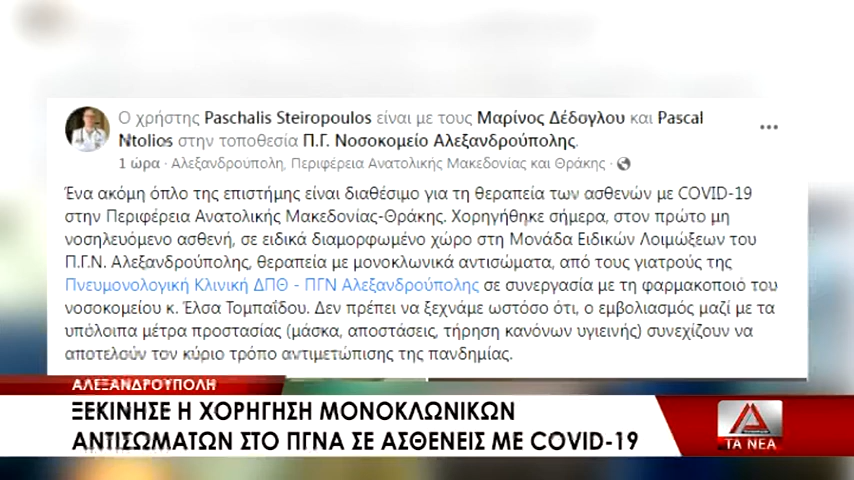 Ο χρήστης Paschalis Steiropoulos είναι με τους Μαρίνος Δέδογλου και Pascal
Ntolios στην τοποθεσία Π.Γ. Νοσοκομείο Αλεξανδρούπολης.
1 ώρα · Αλεξανδρούπολη, Περιφέρεια Ανατολικής Μακεδονίας και Θράκης ·
Ένα ακόμη όπλο της επιστήμης είναι διαθέσιμο για τη θεραπεία των ασθενών με COVID-19
στην Περιφέρεια Ανατολικής Μακεδονίας-Θράκης. Χορηγήθηκε σήμερα, στον πρώτο μη
νοσηλευόμενο ασθενή, σε ειδικά διαμορφωμένο χώρο στη Μονάδα Ειδικών Λοιμώξεων του
Π.Γ.Ν. Αλεξανδρούπολης, θεραπεία με μονοκλωνικά αντισώματα, από τους γιατρούς της
Πνευμονολογική Κλινική ΔΠΘ - ΠΓΝ Αλεξανδρούπολης σε συνεργασία με τη φαρμακοποιό του
νοσοκομείου κ. Έλσα Τομπαΐδου. Δεν πρέπει να ξεχνάμε ωστόσο ότι, ο εμβολιασμός μαζί με τα
υπόλοιπα μέτρα προστασίας (μάσκα, αποστάσεις, τήρηση κανόνων υγιεινής) συνεχίζουν να
αποτελούν τον κύριο τρόπο αντιμετώπισης της πανδημίας.
ΑΛΕΞΑΝΔΡΟΥΠΟΛΗ
ΞΕΚΙΝΗΣΕ Η ΧΟΡΗΓΗΣΗ ΜΟΝΟΚΛΩΝΙΚΩΝ
ΑΝΤΙΣΩΜΑΤΩΝ ΣΤΟ ΠΓΝΑ ΣΕ ΑΣΘΕΝΕΙΣ ΜΕ COVID-19
ΤΑ ΝΕΑ